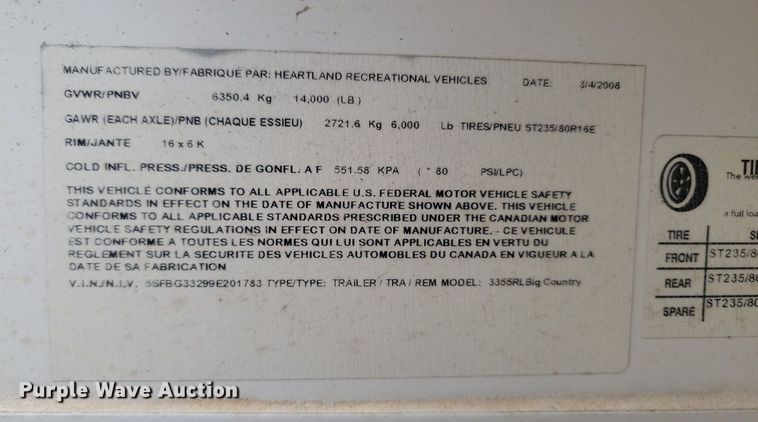 MANUFACTURED BY/FABRIQUE PAR: HEARTLAND RECREATIONAL VEHICLES DATE: 3/4/2008
GVWR/PNBV 6350.4 Kg 14,000 (LB)
GAWR (EACH AXLE)/PNB (CHAQUE ESSIEU) 2721.6 Kg 6,000 Lb TIRES/PNEU ST235/80R16E
RIM/JANTE 16 x 6 K
COLD INFL. PRESS./PRESS. DE GONFL. A F 551.58 KPA ( " 80 PSI/LPC)
THIS VEHICLE CONFORMS TO ALL APPLICABLE U.S. FEDERAL MOTOR VEHICLE SAFETY
STANDARDS IN EFFECT ON THE DATE OF MANUFACTURE SHOWN ABOVE. THIS VEHICLE
CONFORMS TO ALL APPLICABLE STANDARDS PRESCRIBED UNDER THE CANADIAN MOTOR
VEHICLE SAFETY REGULATIONS IN EFFECT ON DATE OF MANUFACTURE. - CE VEHICULE
EST CONFORME A TOUTES LES NORMES QUI LUI SONT APPLICABLES EN VERTU DU
REGLEMENT SUR LA SECURITE DES VEHICLES AUTOMOBILES DU CANADA EN VIGUEUR A LA
DATE DE SA FABRICATION
V.I.N./N.I.V. 5SFBG33299E201783 TYPE/TYPE: TRAILER / TRA / REM MODEL: 3355RLBig Country
The
a full
TIRE
FRONT ST235/80
REAR ST235/80
SPARE ST235/80
Purple Wave Auction